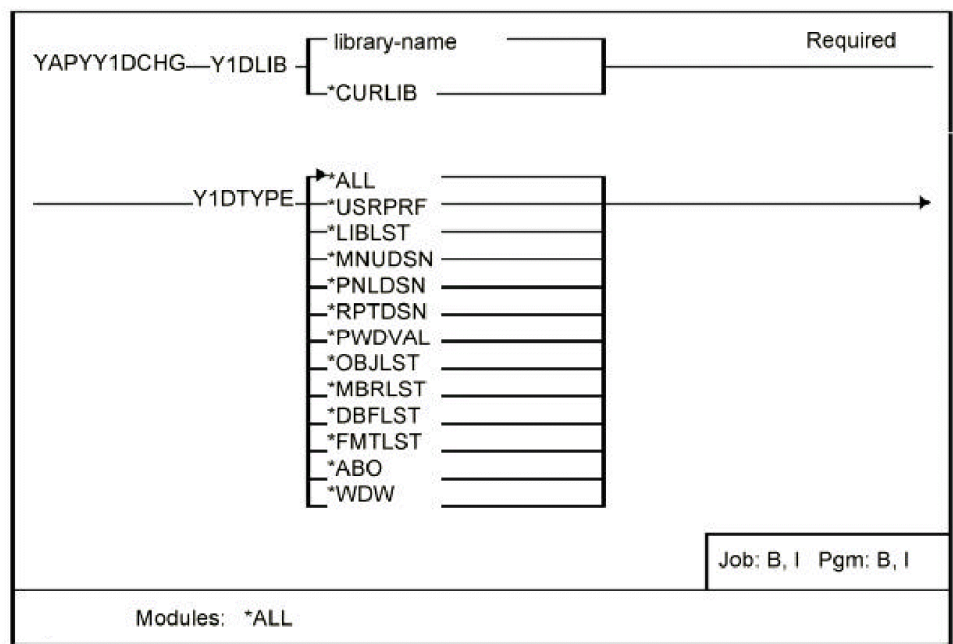 library-name
Required
YAPYY1DCHG Y1DLIB
*CURLIB
*ALL
Y1DTYPE
*USRPRF
*LIBLST
*MNUDSN
*PNLDSN
*RPTDSN
*PWDVAL
*OBJLST
*MBRLST
*DBFLST
*FMTLST
*ABO
*WDW
Job: B, I Pgm: B, I
Modules: *ALL